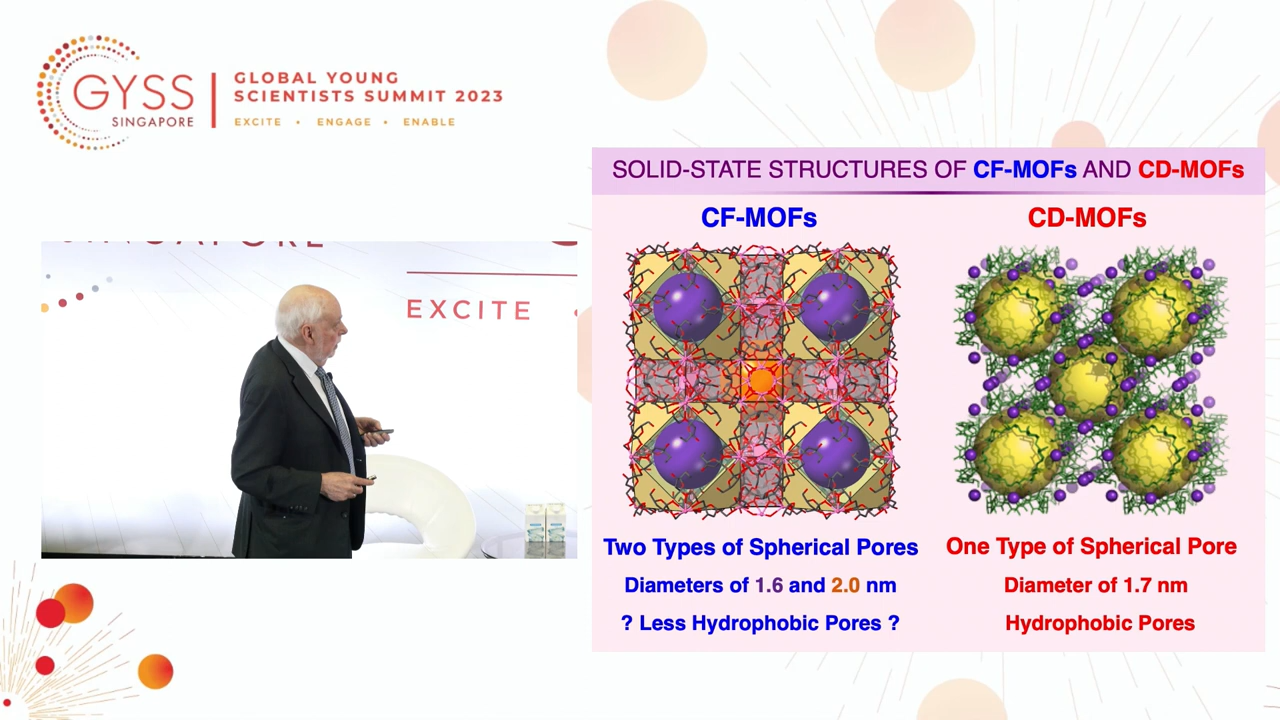 GYSS
SINGAPORE
GLOBAL YOUNG
SCIENTISTS SUMMIT 2023
EXCITE • ENGAGE • ENABLE
SINGAPORE
EXCITE
SOLID-STATE STRUCTURES OF CF-MOFs AND CD-MOFs
CF-MOFs
CD-MOFs
Two Types of Spherical Pores
Diameters of 1.6 and 2.0 nm
? Less Hydrophobic Pores ?
One Type of Spherical Pore
Diameter of 1.7 nm
Hydrophobic Pores